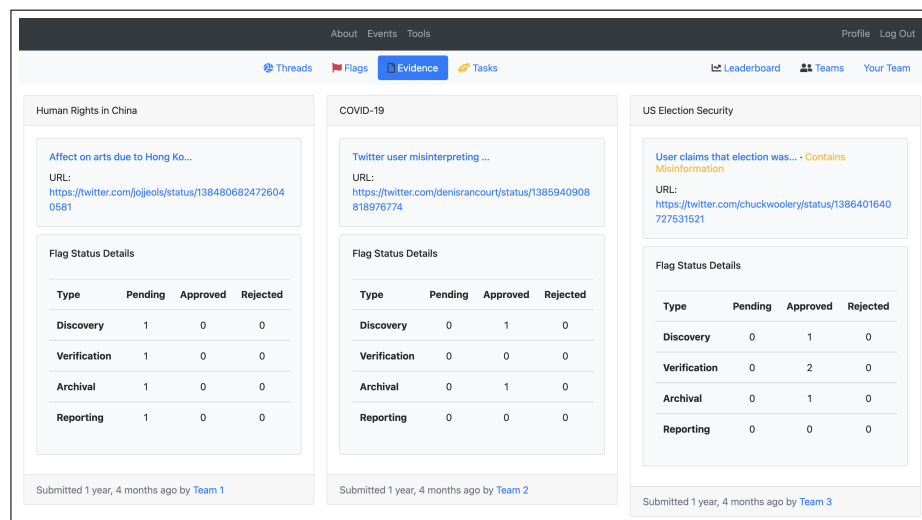 About Events Tools Profile Log Out
Threads Flags Evidence Tasks Leaderboard Teams Your Team
Human Rights in China
Affect on arts due to Hong Ko...
URL:
https://twitter.com/jojjeols/status/138480682472604
0581
Flag Status Details
Type Pending Approved Rejected
Discovery 1 0 0
Verification 1 0 0
Archival 1 0 0
Reporting 1 0 0
Submitted 1 year, 4 months ago by Team 1
COVID-19
Twitter user misinterpreting ...
URL:
https://twitter.com/denisrancourt/status/1385940908
818976774
Flag Status Details
Type Pending Approved Rejected
Discovery 0 1 0
Verification 0 0 0
Archival 0 1 0
Reporting 0 0 0
Submitted 1 year, 4 months ago by Team 2
US Election Security
User claims that election was... · Contains
Misinformation
URL:
https://twitter.com/chuckwoolery/status/1386401640
727531521
Flag Status Details
Type Pending Approved Rejected
Discovery 0 1 0
Verification 0 2 0
Archival 0 1 0
Reporting 0 0 0
Submitted 1 year, 4 months ago by Team 3